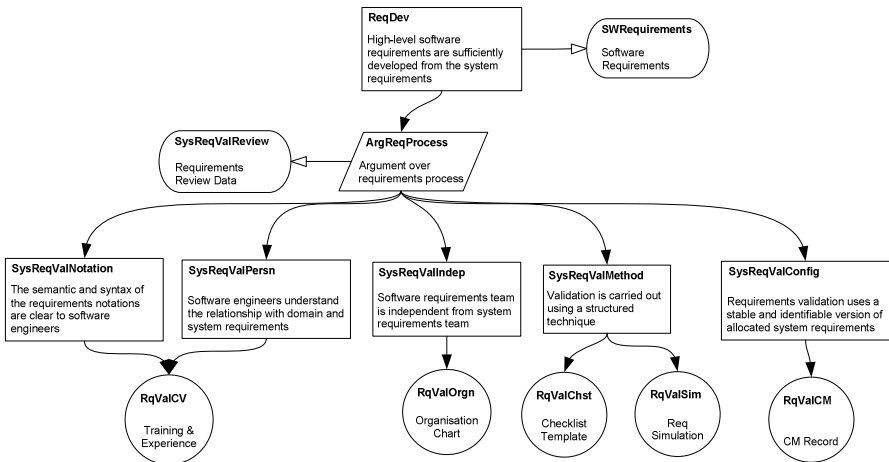 ReqDev
High-level software
requirements are sufficiently
developed from the system
requirements
SWRequirements
Software
Requirements
SysReqValReview
Requirements
Review Data
ArgReqProcess
Argument over
requirements process
SysReqValNotation
The semantic and syntax of
the requirements notations
are clear to software
engineers
SysReqValPersn
Software engineers understand
the relationship with domain and
system requirements
SysReqValIndep
Software requirements team
is independent from system
requirements team
SysReqValMethod
Validation is carried out
using a structured
technique
SysReqValConfig
Requirements validation uses a
stable and identifiable version of
allocated system requirements
RqValCV
Training &
Experience
RqValOrgn
Organisation
Chart
RqValChst
Checklist
Template
RqValSim
Req
Simulation
RqValCM
CM Record